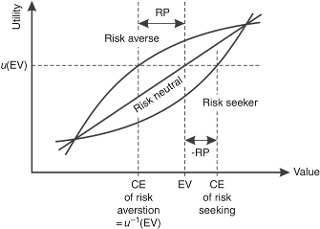 Utility
RP
Risk averse
u(EV)
Risk neutral
Risk seeker
-RP
Value
CE
of risk
averstion
=u⁻¹(EV)
EV
CE
of risk
seeking